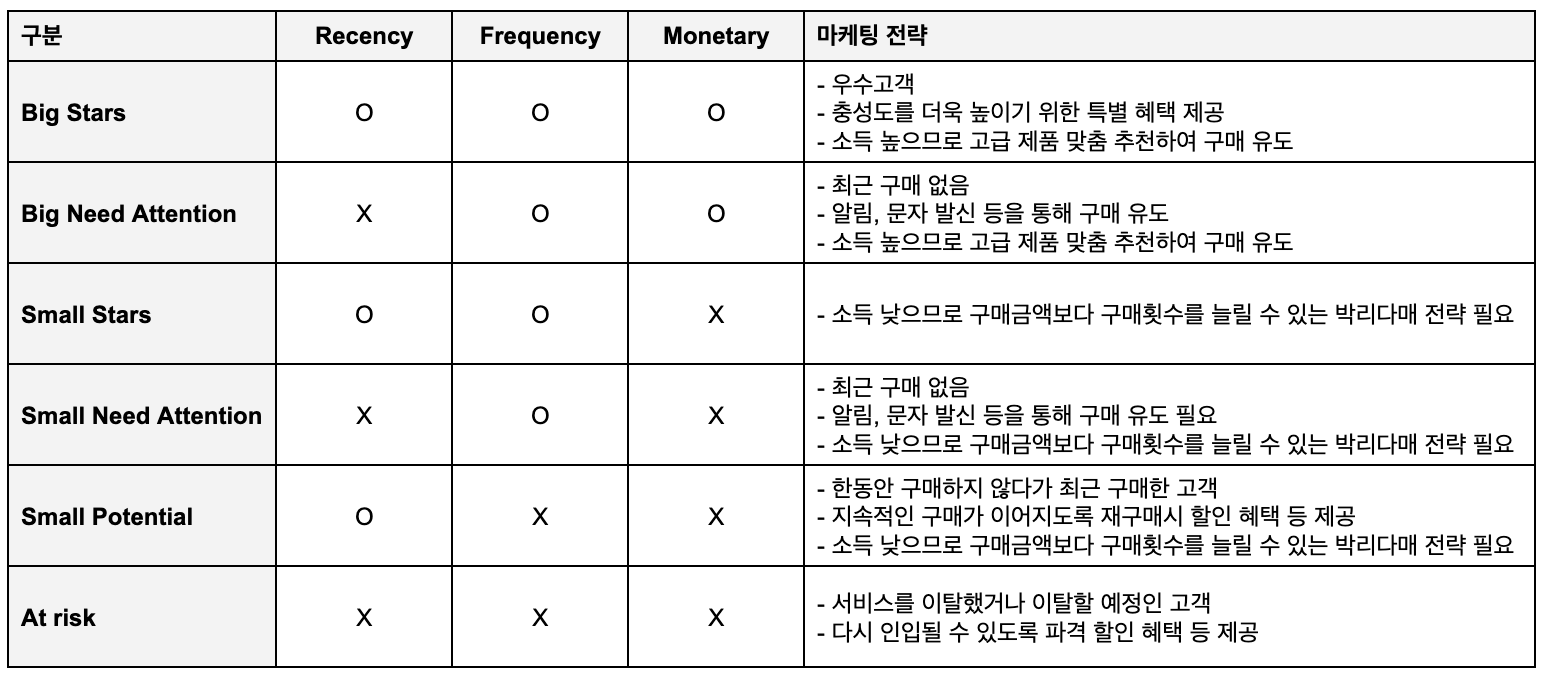 구분 Recency Frequency Monetary 마케팅 전략
Big Stars O O O
- 우수고객
- 충성도를 더욱 높이기 위한 특별 혜택 제공
- 소득 높으므로 고급 제품 맞춤 추천하여 구매 유도
Big Need Attention X O O
- 최근 구매 없음
- 알림, 문자 발신 등을 통해 구매 유도
- 소득 높으므로 고급 제품 맞춤 추천하여 구매 유도
Small Stars O O X
- 소득 낮으므로 구매금액보다 구매횟수를 늘릴 수 있는 박리다매 전략 필요
Small Need Attention X O X
- 최근 구매 없음
- 알림, 문자 발신 등을 통해 구매 유도 필요
- 소득 낮으므로 구매금액보다 구매횟수를 늘릴 수 있는 박리다매 전략 필요
Small Potential O X X
- 한동안 구매하지 않다가 최근 구매한 고객
- 지속적인 구매가 이어지도록 재구매시 할인 혜택 등 제공
- 소득 낮으므로 구매금액보다 구매횟수를 늘릴 수 있는 박리다매 전략 필요
At risk X X X
- 서비스를 이탈했거나 이탈할 예정인 고객
- 다시 인입될 수 있도록 파격 할인 혜택 등 제공